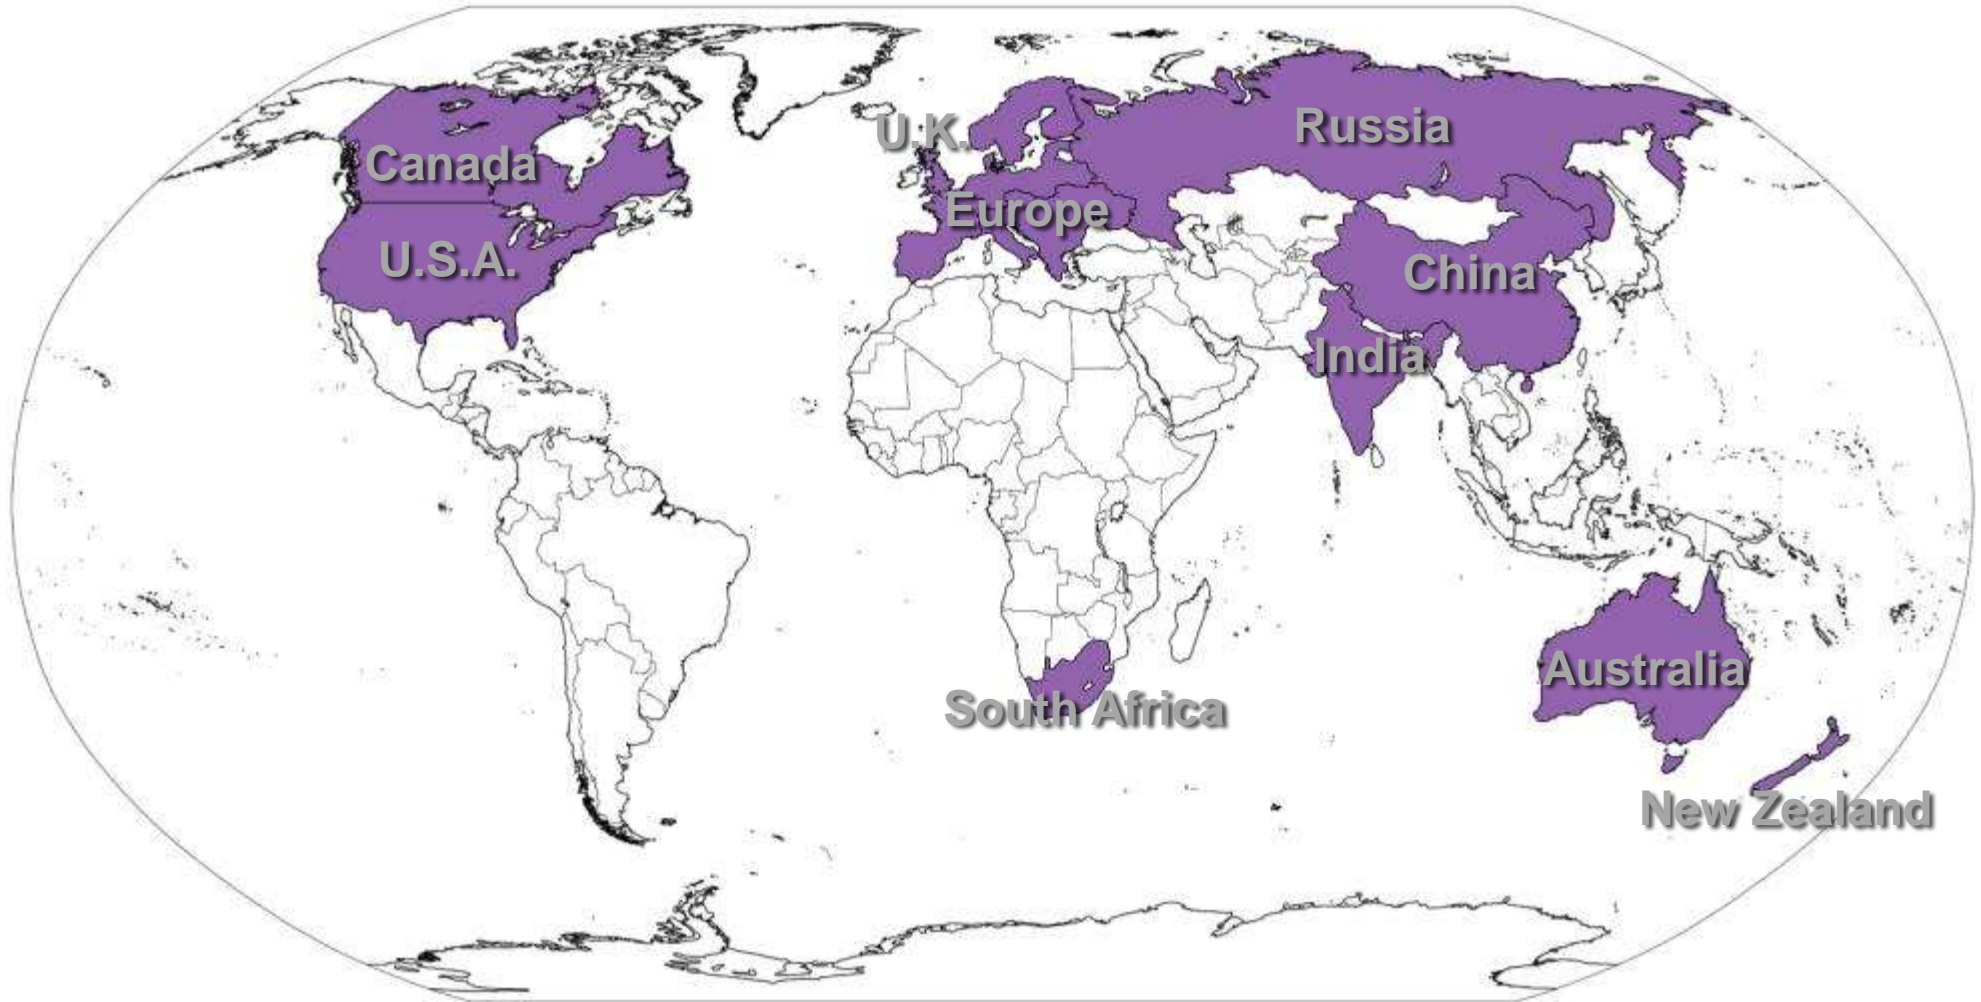 U.K.
Russia
Canada
Europe
U.S.A.
China
India
Australia
South Africa
New Zealand